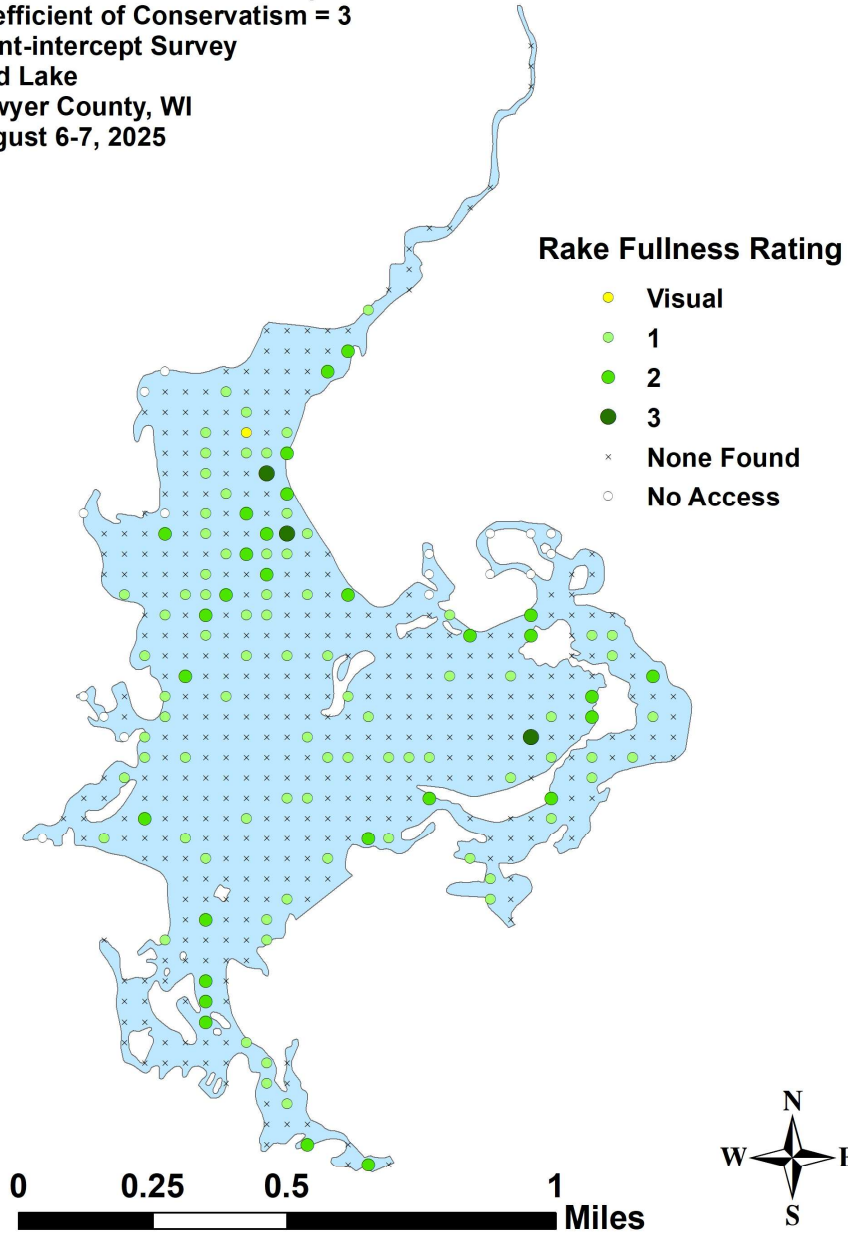 efficient of Conservatism = 3
nt-intercept Survey
d Lake
wyer County, WI
gust 6-7, 2025
Rake Fullness Rating
Visual
1
2
3
None Found
No Access
N
W
S
0 0.25 0.5 1
Miles